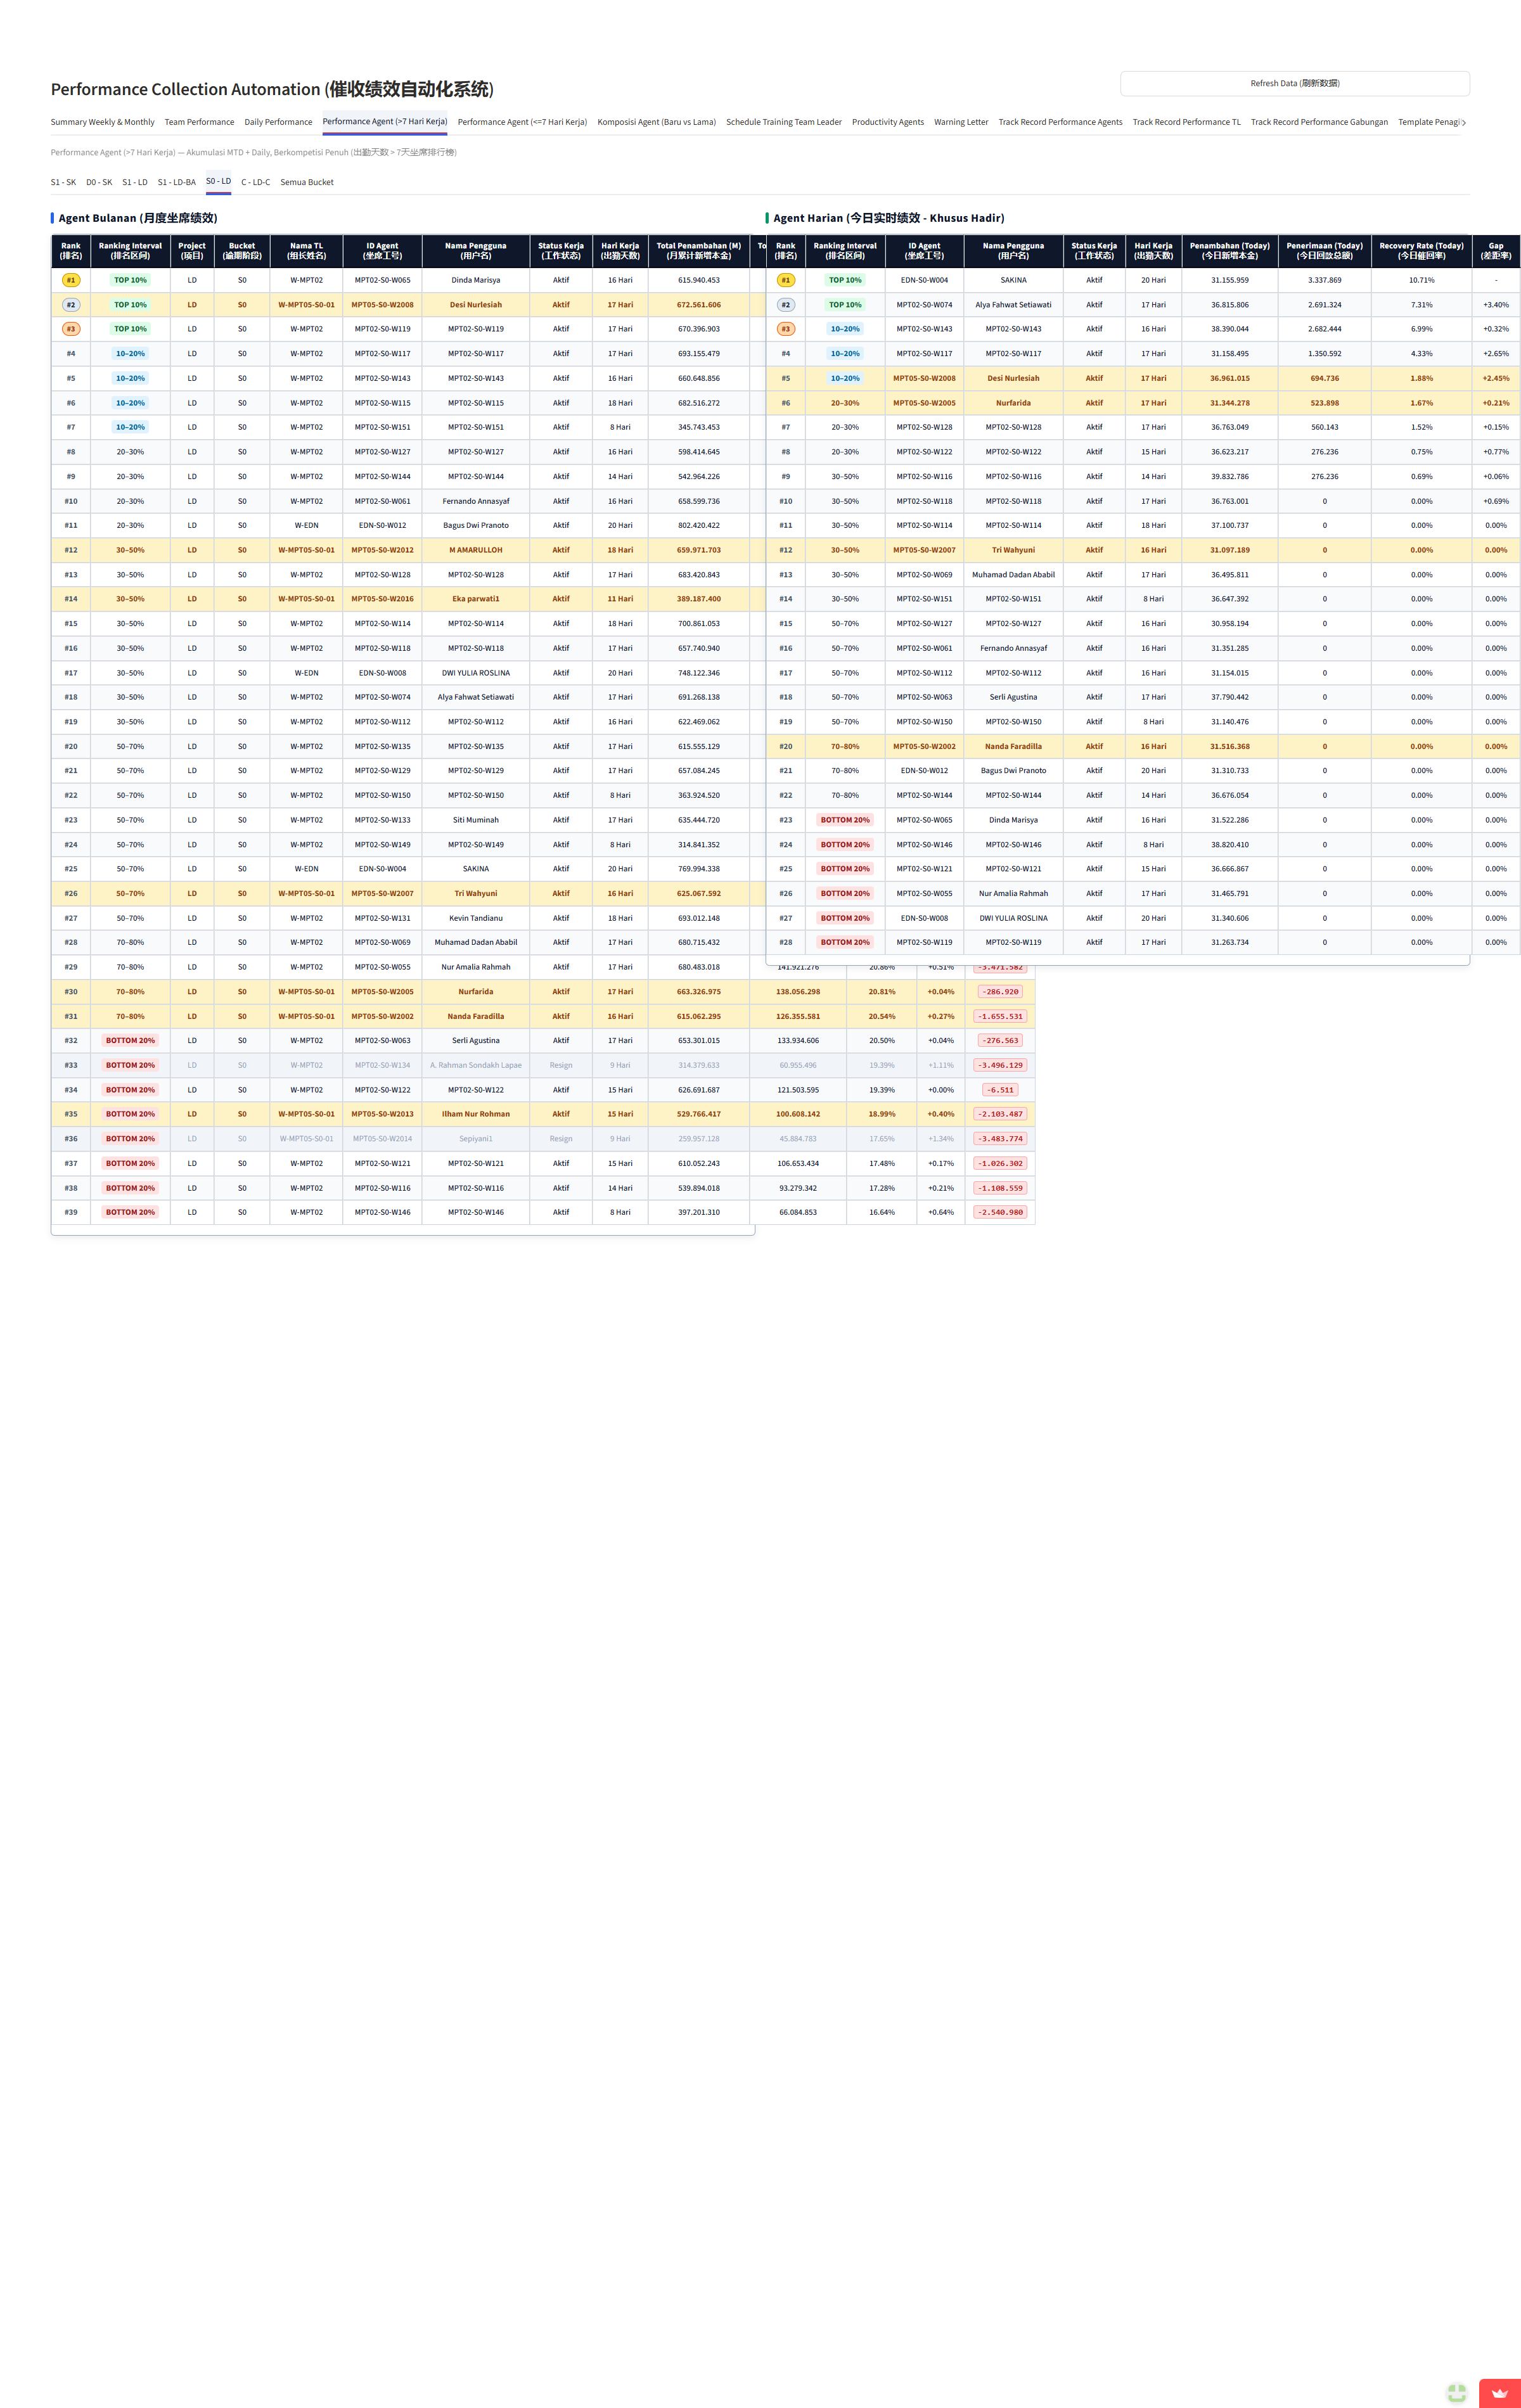 Performance Collection Automation (催收绩效自动化系统)
Refresh Data (刷新数据)
Summary Weekly & Monthly Team Performance Daily Performance Performance Agent (>7 Hari Kerja) Performance Agent (<=7 Hari Kerja) Komposisi Agent (Baru vs Lama) Schedule Training Team Leader Productivity Agents Warning Letter Track Record Performance Agents Track Record Performance TL Track Record Performance Gabungan Template Penagi
Performance Agent (>7 Hari Kerja) — Akumulasi MTD + Daily, Berkompetisi Penuh (出勤天数 > 7天坐席排行榜)
S1 - SK D0 - SK S1 - LD S1 - LD-BA S0 - LD C - LD-C Semua Bucket
Agent Bulanan (月度坐席绩效)
Rank Ranking Interval Project Bucket Nama TL ID Agent Nama Pengguna Status Kerja Hari Kerja Total Penambahan (M) To
(排名) (排名区间) (项目) (逾期阶段) (组长姓名) (坐席工号) (用户名) (工作状态) (出勤天数) (月累计新增本金)
#1 TOP 10% LD S0 W-MPT02 MPT02-S0-W065 Dinda Marisya Aktif 16 Hari 615.940.453
#2 TOP 10% LD S0 W-MPT05-S0-01 MPT05-S0-W2008 Desi Nurlesiah Aktif 17 Hari 672.561.606
#3 TOP 10% LD S0 W-MPT02 MPT02-S0-W119 MPT02-S0-W119 Aktif 17 Hari 670.396.903
#4 10–20% LD S0 W-MPT02 MPT02-S0-W117 MPT02-S0-W117 Aktif 17 Hari 693.155.479
#5 10–20% LD S0 W-MPT02 MPT02-S0-W143 MPT02-S0-W143 Aktif 17 Hari 660.648.856
#6 10–20% LD S0 W-MPT02 MPT02-S0-W115 MPT02-S0-W115 Aktif 18 Hari 682.516.272
#7 10–20% LD S0 W-MPT02 MPT02-S0-W151 MPT02-S0-W151 Aktif 8 Hari 345.743.453
#8 20–30% LD S0 W-MPT02 MPT02-S0-W127 MPT02-S0-W127 Aktif 16 Hari 598.414.645
#9 20–30% LD S0 W-MPT02 MPT02-S0-W144 MPT02-S0-W144 Aktif 14 Hari 542.964.226
#10 20–30% LD S0 W-MPT02 MPT02-S0-W061 Fernando Annasyaf Aktif 16 Hari 658.599.736
#11 20–30% LD S0 W-EDN EDN-S0-W012 Bagus Dwi Pranoto Aktif 20 Hari 802.420.422
#12 30–50% LD S0 W-MPT05-S0-01 MPT05-S0-W2012 M AMARULLOH Aktif 18 Hari 659.971.703
#13 30–50% LD S0 W-MPT02 MPT02-S0-W128 MPT02-S0-W128 Aktif 17 Hari 683.420.843
#14 30–50% LD S0 W-MPT05-S0-01 MPT05-S0-W2016 Eka parwati1 Aktif 11 Hari 389.187.400
#15 30–50% LD S0 W-MPT02 MPT02-S0-W114 MPT02-S0-W114 Aktif 18 Hari 700.861.053
#16 30–50% LD S0 W-MPT02 MPT02-S0-W118 MPT02-S0-W118 Aktif 17 Hari 657.740.940
#17 30–50% LD S0 W-EDN EDN-S0-W008 DWI YULIA ROSLINA Aktif 20 Hari 748.122.346
#18 30–50% LD S0 W-MPT02 MPT02-S0-W074 Alya Fahwat Setiawati Aktif 17 Hari 691.268.138
#19 30–50% LD S0 W-MPT02 MPT02-S0-W112 MPT02-S0-W112 Aktif 16 Hari 622.469.062
#20 50–70% LD S0 W-MPT02 MPT02-S0-W135 MPT02-S0-W135 Aktif 17 Hari 615.555.129
#21 50–70% LD S0 W-MPT02 MPT02-S0-W129 MPT02-S0-W129 Aktif 17 Hari 657.084.245
#22 50–70% LD S0 W-MPT02 MPT02-S0-W150 MPT02-S0-W150 Aktif 8 Hari 363.924.520
#23 50–70% LD S0 W-MPT02 MPT02-S0-W133 Siti Muminah Aktif 17 Hari 635.444.720
#24 50–70% LD S0 W-MPT02 MPT02-S0-W149 MPT02-S0-W149 Aktif 8 Hari 314.841.352
#25 50–70% LD S0 W-EDN EDN-S0-W004 SAKINA Aktif 20 Hari 769.994.338
#26 50–70% LD S0 W-MPT05-S0-01 MPT05-S0-W2007 Tri Wahyuni Aktif 16 Hari 625.067.592
#27 50–70% LD S0 W-MPT02 MPT02-S0-W131 Kevin Tandianu Aktif 18 Hari 693.012.148
#28 70–80% LD S0 W-MPT02 MPT02-S0-W069 Muhamad Dadan Ababil Aktif 17 Hari 680.715.432
#29 70–80% LD S0 W-MPT02 MPT02-S0-W055 Nur Amalia Rahmah Aktif 17 Hari 680.483.018 141.921.276 20.86% +0.51% -3.471.582
#30 70–80% LD S0 W-MPT05-S0-01 MPT05-S0-W2005 Nurfarida Aktif 17 Hari 663.326.975 138.056.298 20.81% +0.04% -286.920
#31 70–80% LD S0 W-MPT05-S0-01 MPT05-S0-W2002 Nanda Faradilla Aktif 16 Hari 615.062.295 126.355.581 20.54% +0.27% -1.655.531
#32 BOTTOM 20% LD S0 W-MPT02 MPT02-S0-W063 Serli Agustina Aktif 17 Hari 653.301.015 133.934.606 20.50% +0.04% -276.563
#33 BOTTOM 20% LD S0 W-MPT02 MPT02-S0-W134 A. Rahman Sondakh Lapae Resign 9 Hari 314.379.633 60.955.496 19.39% +1.11% -3.496.129
#34 BOTTOM 20% LD S0 W-MPT02 MPT02-S0-W122 MPT02-S0-W122 Aktif 15 Hari 626.691.687 121.503.595 19.39% +0.00% -6.511
#35 BOTTOM 20% LD S0 W-MPT05-S0-01 MPT05-S0-W2013 Ilham Nur Rohman Aktif 15 Hari 529.766.417 100.608.142 18.99% +0.40% -2.103.487
#36 BOTTOM 20% LD S0 W-MPT05-S0-01 MPT05-S0-W2014 Sepiyani1 Resign 9 Hari 259.957.128 45.884.783 17.65% +1.34% -3.483.774
#37 BOTTOM 20% LD S0 W-MPT02 MPT02-S0-W121 MPT02-S0-W121 Aktif 15 Hari 610.052.243 106.653.434 17.48% +0.17% -1.026.302
#38 BOTTOM 20% LD S0 W-MPT02 MPT02-S0-W116 MPT02-S0-W116 Aktif 14 Hari 539.894.018 93.279.342 17.28% +0.21% -1.108.559
#39 BOTTOM 20% LD S0 W-MPT02 MPT02-S0-W146 MPT02-S0-W146 Aktif 8 Hari 397.201.310 66.084.853 16.64% +0.64% -2.540.980
Agent Harian (今日实时绩效 - Khusus Hadir)
Rank Ranking Interval ID Agent Nama Pengguna Status Kerja Hari Kerja Penambahan (Today) Penerimaan (Today) Recovery Rate (Today) Gap
(排名) (排名区间) (坐席工号) (用户名) (工作状态) (出勤天数) (今日新增本金) (今日回款总额) (今日催回率) (差距率)
#1 TOP 10% EDN-S0-W004 SAKINA Aktif 20 Hari 31.155.959 3.337.869 10.71% -
#2 TOP 10% MPT02-S0-W074 Alya Fahwat Setiawati Aktif 17 Hari 36.815.806 2.691.324 7.31% +3.40%
#3 10–20% MPT02-S0-W143 MPT02-S0-W143 Aktif 16 Hari 38.390.044 2.682.444 6.99% +0.32%
#4 10–20% MPT02-S0-W117 MPT02-S0-W117 Aktif 17 Hari 31.158.495 1.350.592 4.33% +2.65%
#5 10–20% MPT05-S0-W2008 Desi Nurlesiah Aktif 17 Hari 36.961.015 694.736 1.88% +2.45%
#6 20–30% MPT05-S0-W2005 Nurfarida Aktif 17 Hari 31.344.278 523.898 1.67% +0.21%
#7 20–30% MPT02-S0-W128 MPT02-S0-W128 Aktif 17 Hari 36.763.049 560.143 1.52% +0.15%
#8 20–30% MPT02-S0-W122 MPT02-S0-W122 Aktif 15 Hari 36.623.217 276.236 0.75% +0.77%
#9 30–50% MPT02-S0-W116 MPT02-S0-W116 Aktif 14 Hari 39.832.786 276.236 0.69% +0.06%
#10 30–50% MPT02-S0-W118 MPT02-S0-W118 Aktif 17 Hari 36.763.001 0 0.00% +0.69%
#11 30–50% MPT02-S0-W114 MPT02-S0-W114 Aktif 18 Hari 37.100.737 0 0.00% 0.00%
#12 30–50% MPT05-S0-W2007 Tri Wahyuni Aktif 16 Hari 31.097.189 0 0.00% 0.00%
#13 30–50% MPT02-S0-W069 Muhamad Dadan Ababil Aktif 17 Hari 36.495.811 0 0.00% 0.00%
#14 30–50% MPT02-S0-W151 MPT02-S0-W151 Aktif 8 Hari 36.647.392 0 0.00% 0.00%
#15 50–70% MPT02-S0-W127 MPT02-S0-W127 Aktif 16 Hari 30.958.194 0 0.00% 0.00%
#16 50–70% MPT02-S0-W061 Fernando Annasyaf Aktif 16 Hari 31.351.285 0 0.00% 0.00%
#17 50–70% MPT02-S0-W112 MPT02-S0-W112 Aktif 16 Hari 31.154.015 0 0.00% 0.00%
#18 50–70% MPT02-S0-W063 Serli Agustina Aktif 17 Hari 37.790.442 0 0.00% 0.00%
#19 50–70% MPT02-S0-W150 MPT02-S0-W150 Aktif 8 Hari 31.140.476 0 0.00% 0.00%
#20 70–80% MPT05-S0-W2002 Nanda Faradilla Aktif 16 Hari 31.516.368 0 0.00% 0.00%
#21 70–80% EDN-S0-W012 Bagus Dwi Pranoto Aktif 20 Hari 31.310.733 0 0.00% 0.00%
#22 70–80% MPT02-S0-W144 MPT02-S0-W144 Aktif 14 Hari 36.676.054 0 0.00% 0.00%
#23 BOTTOM 20% MPT02-S0-W065 Dinda Marisya Aktif 16 Hari 31.522.286 0 0.00% 0.00%
#24 BOTTOM 20% MPT02-S0-W146 MPT02-S0-W146 Aktif 8 Hari 38.820.410 0 0.00% 0.00%
#25 BOTTOM 20% MPT02-S0-W121 MPT02-S0-W121 Aktif 15 Hari 36.666.867 0 0.00% 0.00%
#26 BOTTOM 20% MPT02-S0-W055 Nur Amalia Rahmah Aktif 17 Hari 31.465.791 0 0.00% 0.00%
#27 BOTTOM 20% EDN-S0-W008 DWI YULIA ROSLINA Aktif 20 Hari 31.340.606 0 0.00% 0.00%
#28 BOTTOM 20% MPT02-S0-W119 MPT02-S0-W119 Aktif 17 Hari 31.263.734 0 0.00% 0.00%